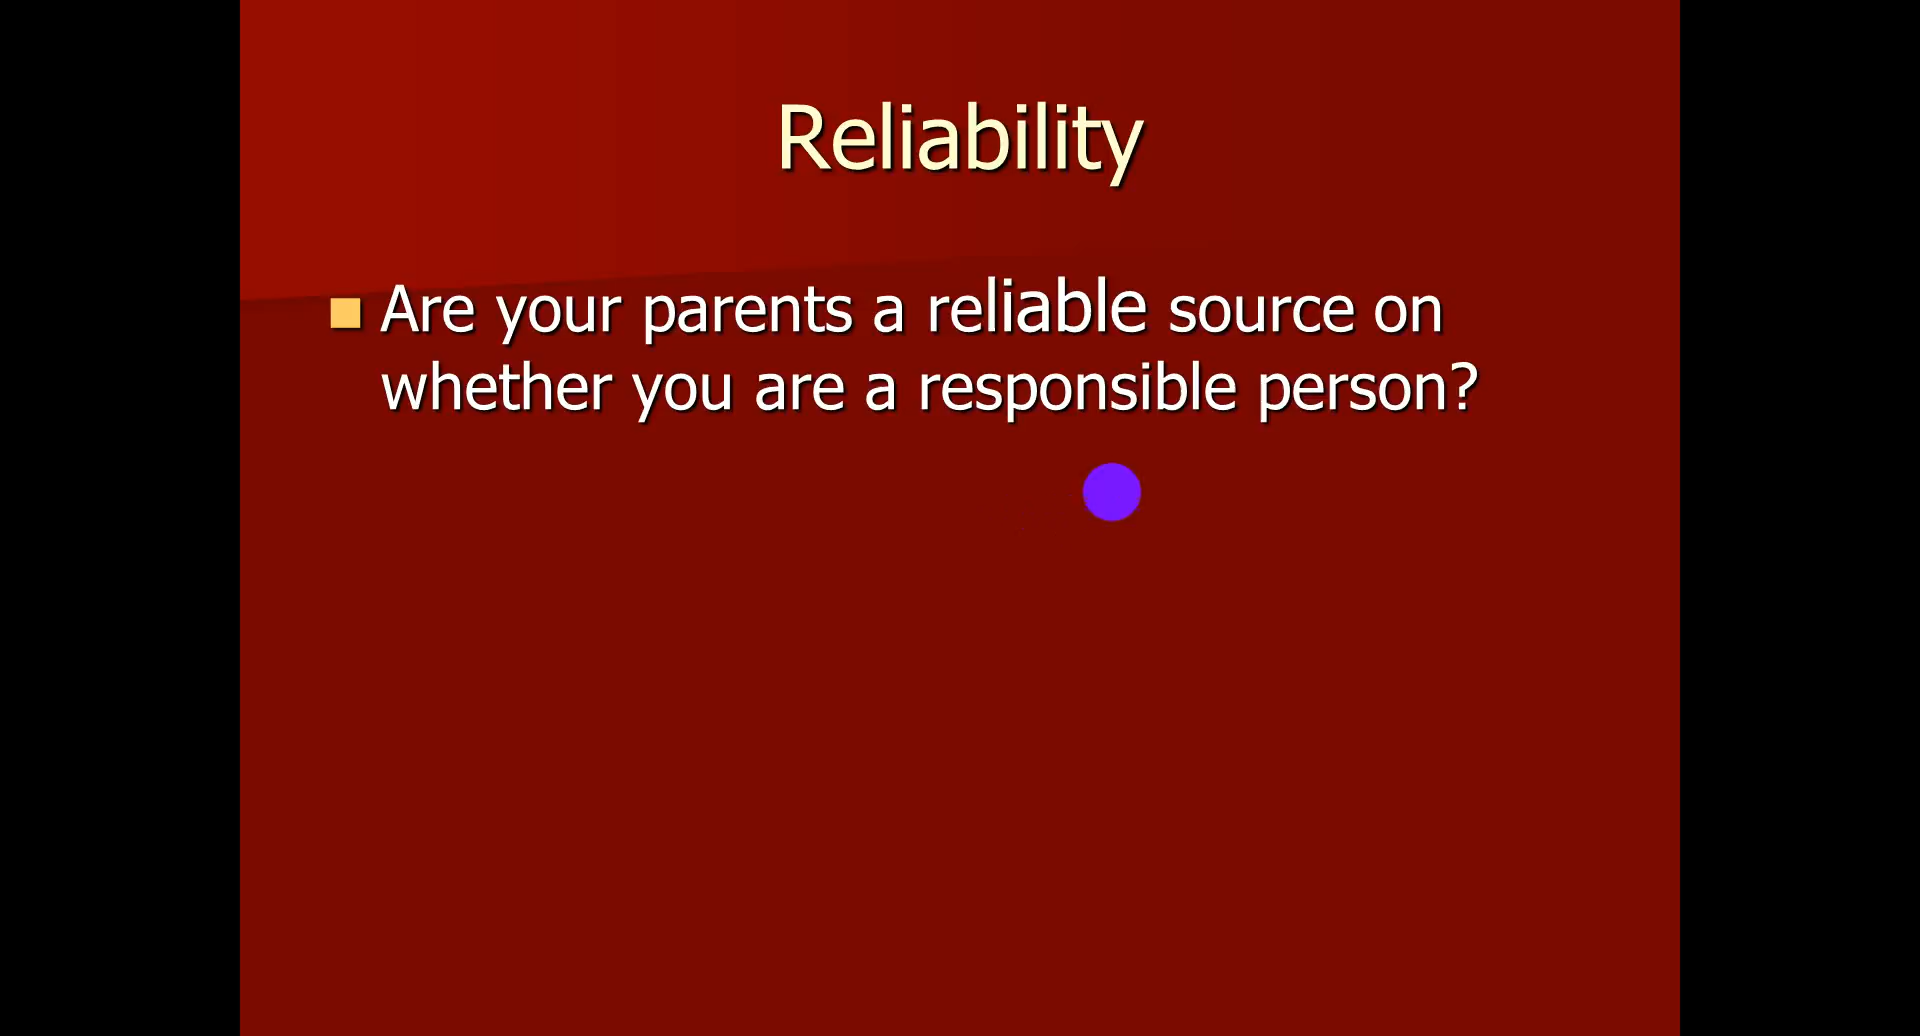 Reliability
Are your parents a reliable source on
whether you are a responsible person?